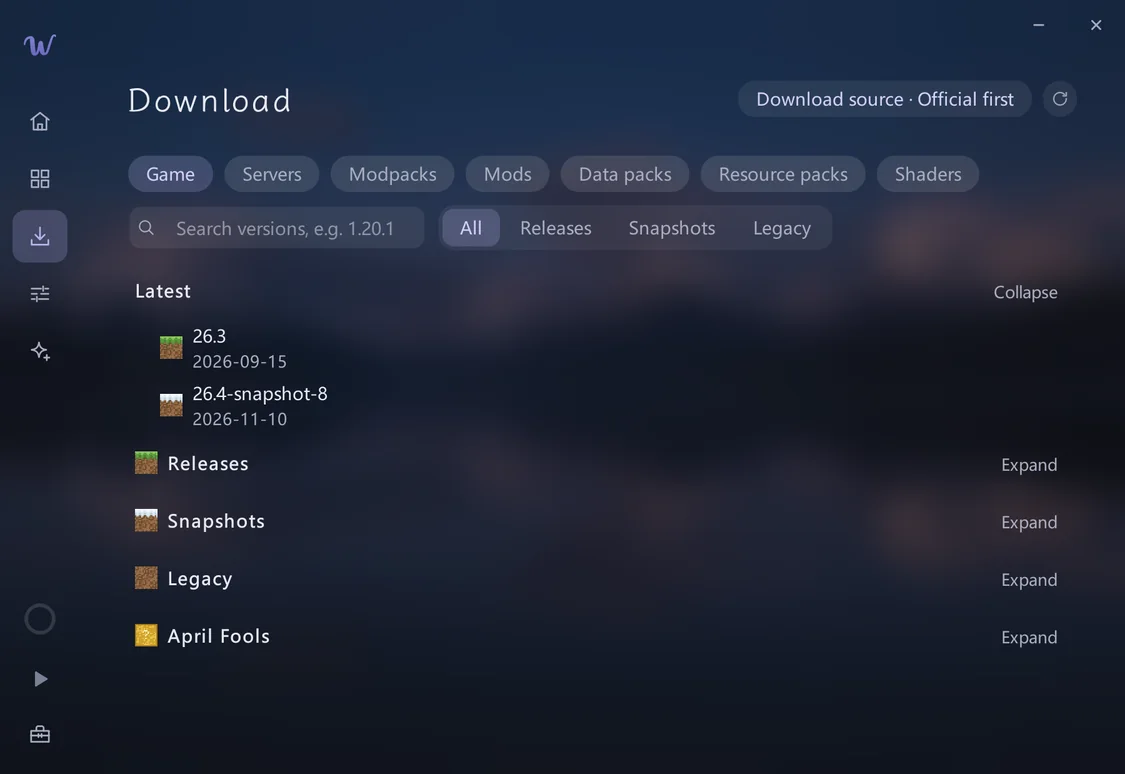 W
Download
Download source · Official first
Game Servers Modpacks Mods Data packs Resource packs Shaders
Search versions, e.g. 1.20.1 All Releases Snapshots Legacy
Latest Collapse
26.3
2026-09-15
26.4-snapshot-8
2026-11-10
Releases Expand
Snapshots Expand
Legacy Expand
April Fools Expand